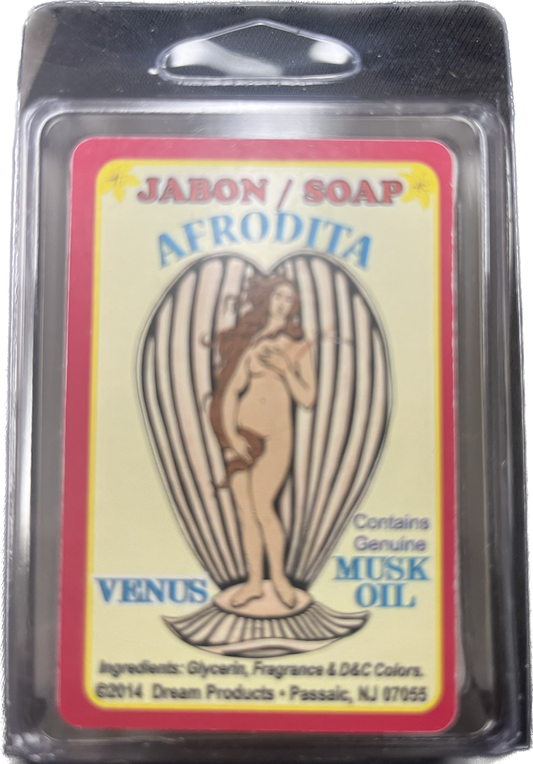 JABON / SOAP
AFRODITA
Contains
Genuine
MUSK
OIL
VENUS
Ingredients: Glycerin, Fragrance & D&C Colors.
©2014 Dream Products • Passaic, NJ 07055